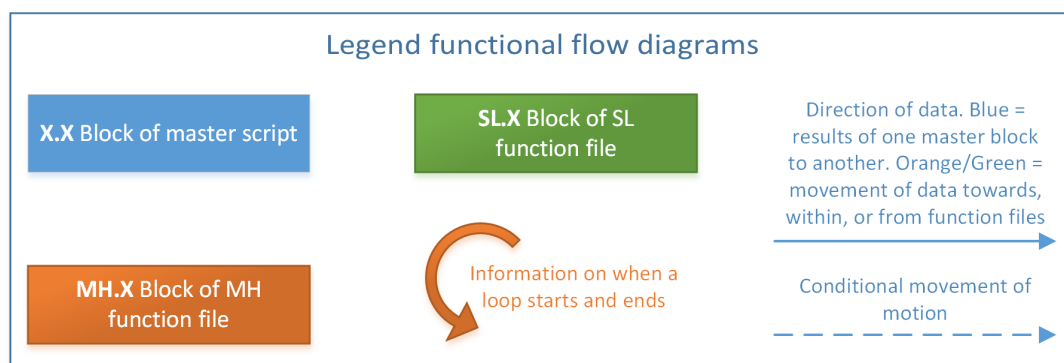 Legend functional flow diagrams
X.X Block of master script
SL.X Block of SL
function file
Direction of data. Blue =
results of one master block
to another. Orange/Green =
movement of data towards,
within, or from function files
MH.X Block of MH
function file
Information on when a
loop starts and ends
Conditional movement of
motion